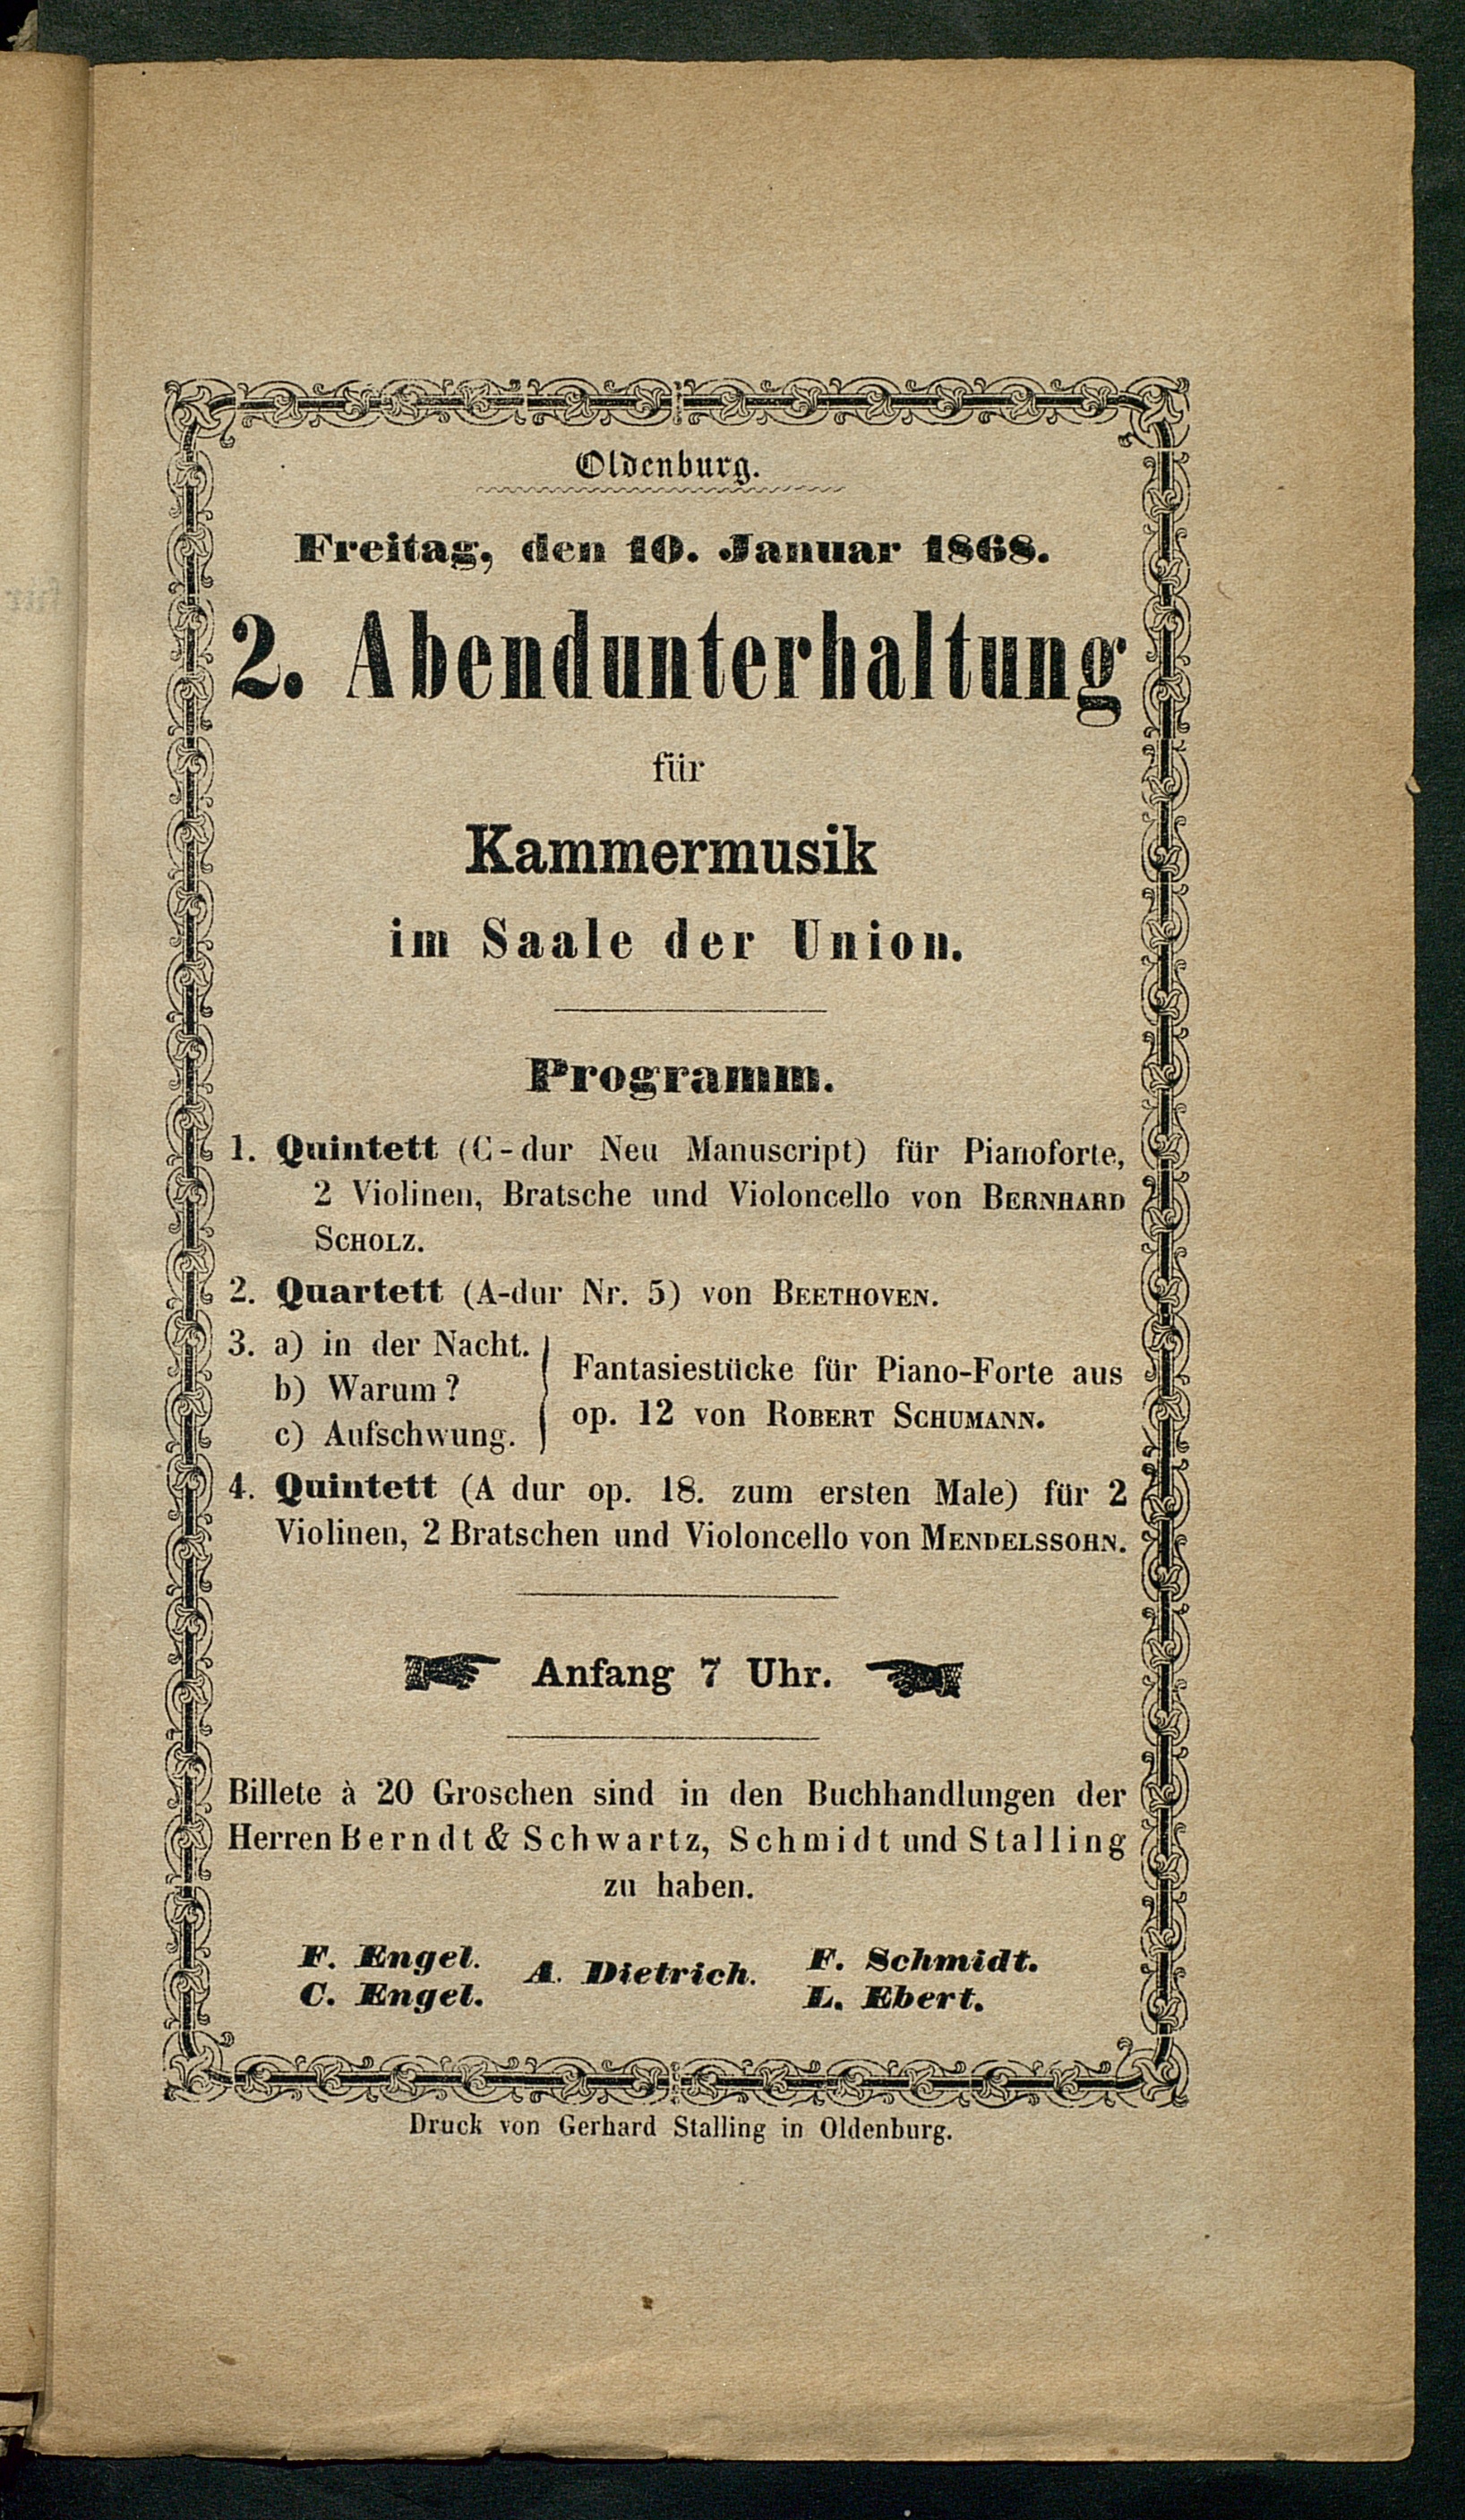 Oldenburg.
Freitag, den 10. Januar 1868.
2. Abendunterhaltung
für
Kammermusik
im Saale der Union.
Programm.
1. Quintett (C-dur Neu Manuscript) für Pianoforte,
2 Violinen, Bratsche und Violoncello von BERNHARD
SCHOLZ.
2. Quartett (A-dur Nr. 5) von BEETHOVEN.
3. a) in der Nacht.
b) Warum?
c) Aufschwung.
Fantasiestücke für Piano-Forte aus
op. 12 von ROBERT SCHUMANN.
4. Quintett (A dur op. 18. zum ersten Male) für 2
Violinen, 2 Bratschen und Violoncello von MENDELSSOHN.
Anfang 7 Uhr.
Billete à 20 Groschen sind in den Buchhandlungen der
Herren Berndt & Schwartz, Schmidt und Stalling
zu haben.
F. Engel.
C. Engel.
A. Dietrich.
F. Schmidt.
L. Ebert.
Druck von Gerhard Stalling in Oldenburg.